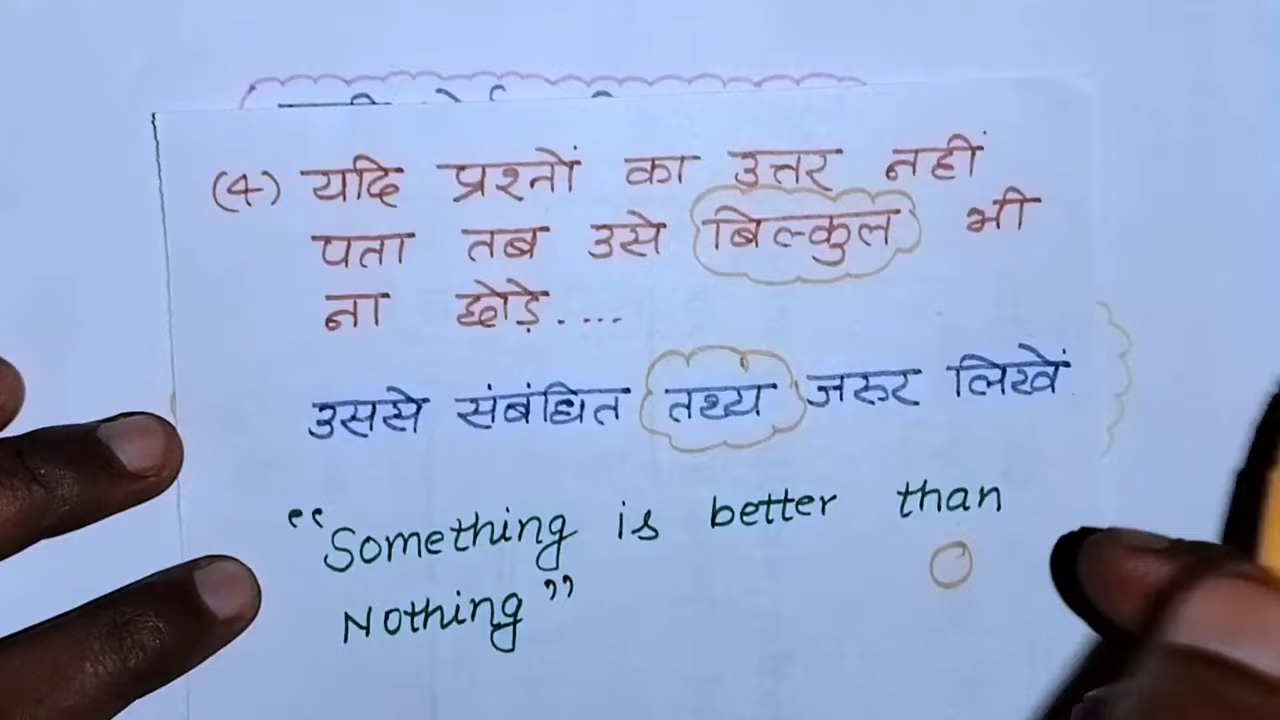 (4) यदि प्रश्नों का उत्तर नहीं
पता तब उसे बिल्कुल भी
ना छोड़े....
उससे संबंधित तथ्य जरूर लिखें
“Something is better than
Nothing”